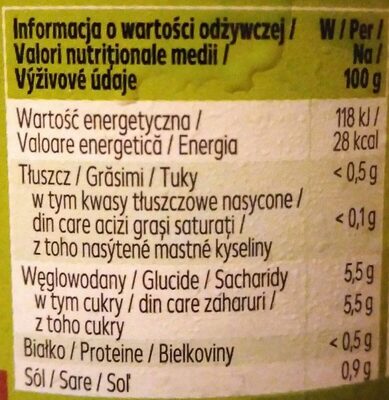 Informacja o wartości odżywczej / W / Per /
Valori nutriționale medii / Na /
Výživové údaje 100 g
Wartość energetyczna / 118 kJ /
Valoare energetică / Energia 28 kcal
Tłuszcz / Grăsimi / Tuky < 0,5 g
w tym kwasy tłuszczowe nasycone /
din care acizi grași saturați / < 0,1 g
z toho nasýtené mastné kyseliny
Węglowodany / Glucide / Sacharidy 5,5 g
w tym cukry / din care zaharuri / 5,5 g
z toho cukry
Białko / Proteine / Bielkoviny < 0,5 g
Sól / Sare / Soľ 0,9 g